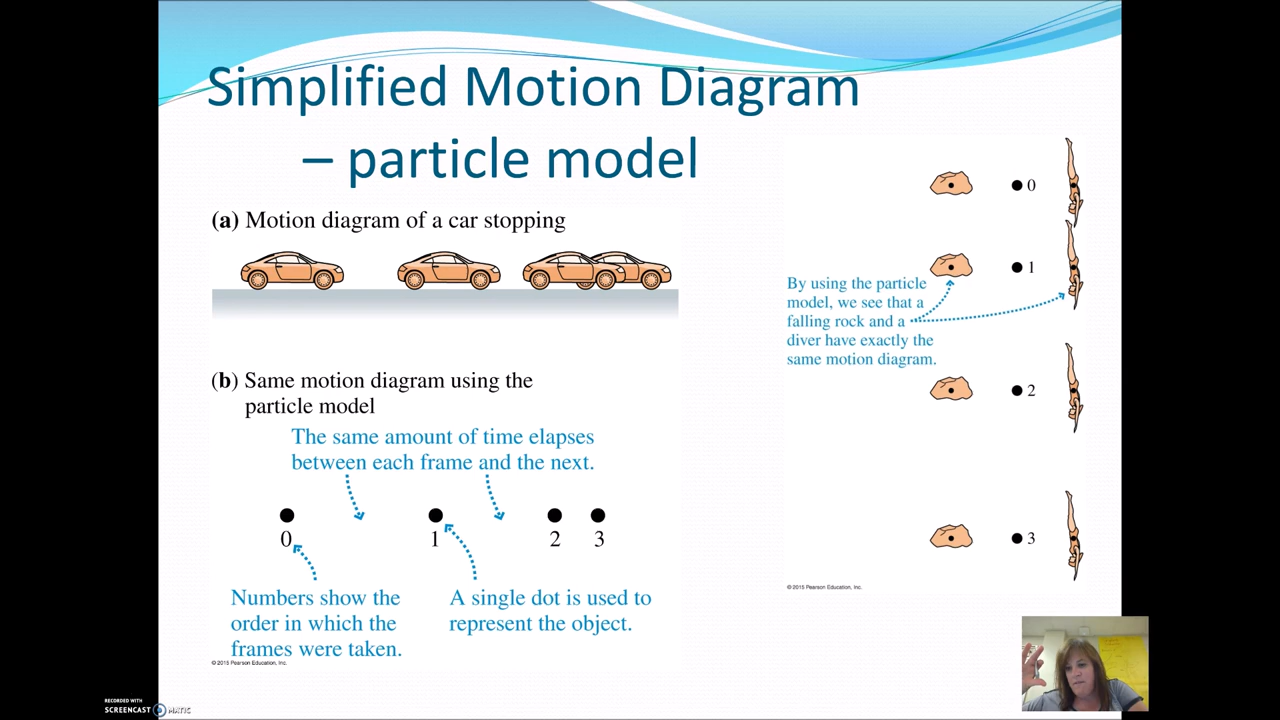 Simplified Motion Diagram
– particle model
(a) Motion diagram of a car stopping
(b) Same motion diagram using the
particle model
The same amount of time elapses
between each frame and the next.
0
1
2
3
Numbers show the
order in which the
frames were taken.
A single dot is used to
represent the object.
© 2015 Pearson Education, Inc.
0
1
By using the particle
model, we see that a
falling rock and a
diver have exactly the
same motion diagram.
2
3
© 2015 Pearson Education, Inc.
RECORDED WITH
SCREENCAST MATIC